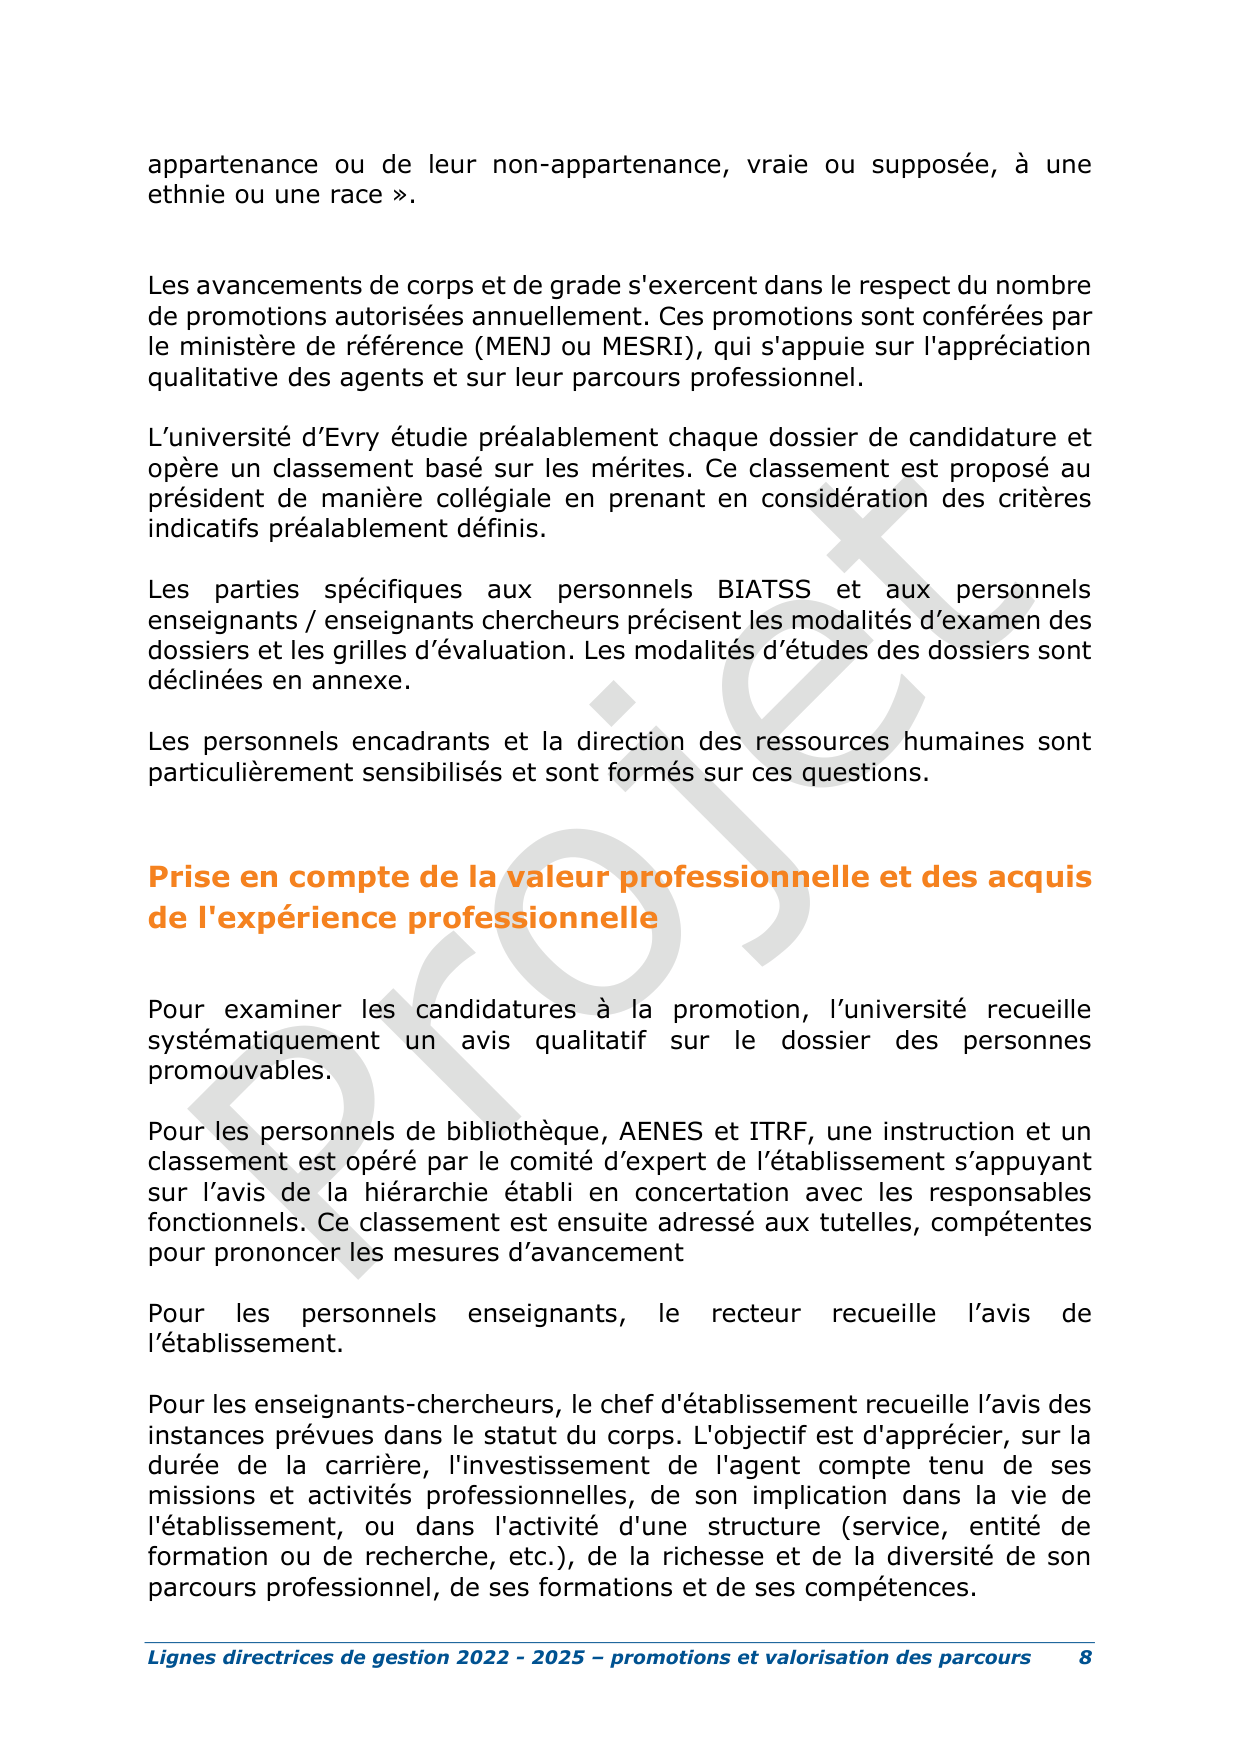 appartenance ou de leur non-appartenance, vraie ou supposée, à une
ethnie ou une race ».
Les avancements de corps et de grade s'exercent dans le respect du nombre
de promotions autorisées annuellement. Ces promotions sont conférées par
le ministère de référence (MENJ ou MESRI), qui s'appuie sur l'appréciation
qualitative des agents et sur leur parcours professionnel.
L’université d’Evry étudie préalablement chaque dossier de candidature et
opère un classement basé sur les mérites. Ce classement est proposé au
président de manière collégiale en prenant en considération des critères
indicatifs préalablement définis.
Les parties spécifiques aux personnels BIATSS et aux personnels
enseignants / enseignants chercheurs précisent les modalités d’examen des
dossiers et les grilles d’évaluation. Les modalités d’études des dossiers sont
déclinées en annexe.
Les personnels encadrants et la direction des ressources humaines sont
particulièrement sensibilisés et sont formés sur ces questions.
Prise en compte de la valeur professionnelle et des acquis
de l'expérience professionnelle
Pour examiner les candidatures à la promotion, l’université recueille
systématiquement un avis qualitatif sur le dossier des personnes
promouvables.
Pour les personnels de bibliothèque, AENES et ITRF, une instruction et un
classement est opéré par le comité d’expert de l’établissement s’appuyant
sur l’avis de la hiérarchie établi en concertation avec les responsables
fonctionnels. Ce classement est ensuite adressé aux tutelles, compétentes
pour prononcer les mesures d’avancement
Pour les personnels enseignants, le recteur recueille l’avis de
l’établissement.
Pour les enseignants-chercheurs, le chef d'établissement recueille l’avis des
instances prévues dans le statut du corps. L'objectif est d'apprécier, sur la
durée de la carrière, l'investissement de l'agent compte tenu de ses
missions et activités professionnelles, de son implication dans la vie de
l'établissement, ou dans l'activité d'une structure (service, entité de
formation ou de recherche, etc.), de la richesse et de la diversité de son
parcours professionnel, de ses formations et de ses compétences.
Lignes directrices de gestion 2022 - 2025 – promotions et valorisation des parcours 8
Projet